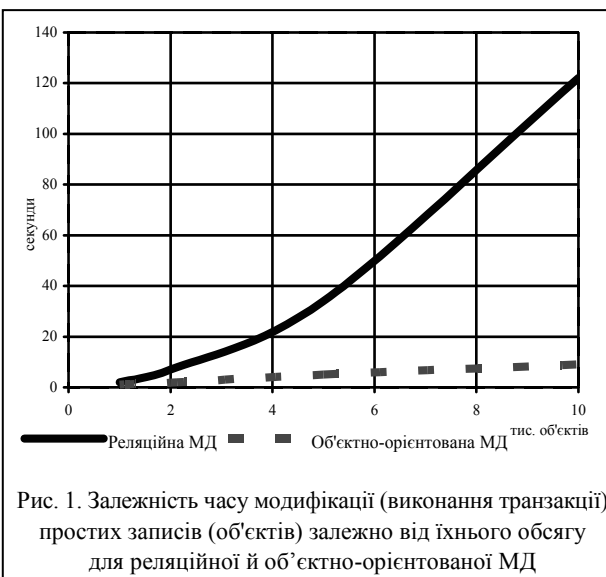 140
120
100
80
60
40
20
0
секунди
0 2 4 6 8 10
тис. об'єктів
Реляційна МД Об'єктно-орієнтована МД
Рис. 1. Залежність часу модифікації (виконання транзакції)
простих записів (об'єктів) залежно від їхнього обсягу
для реляційної й об’єктно-орієнтованої МД